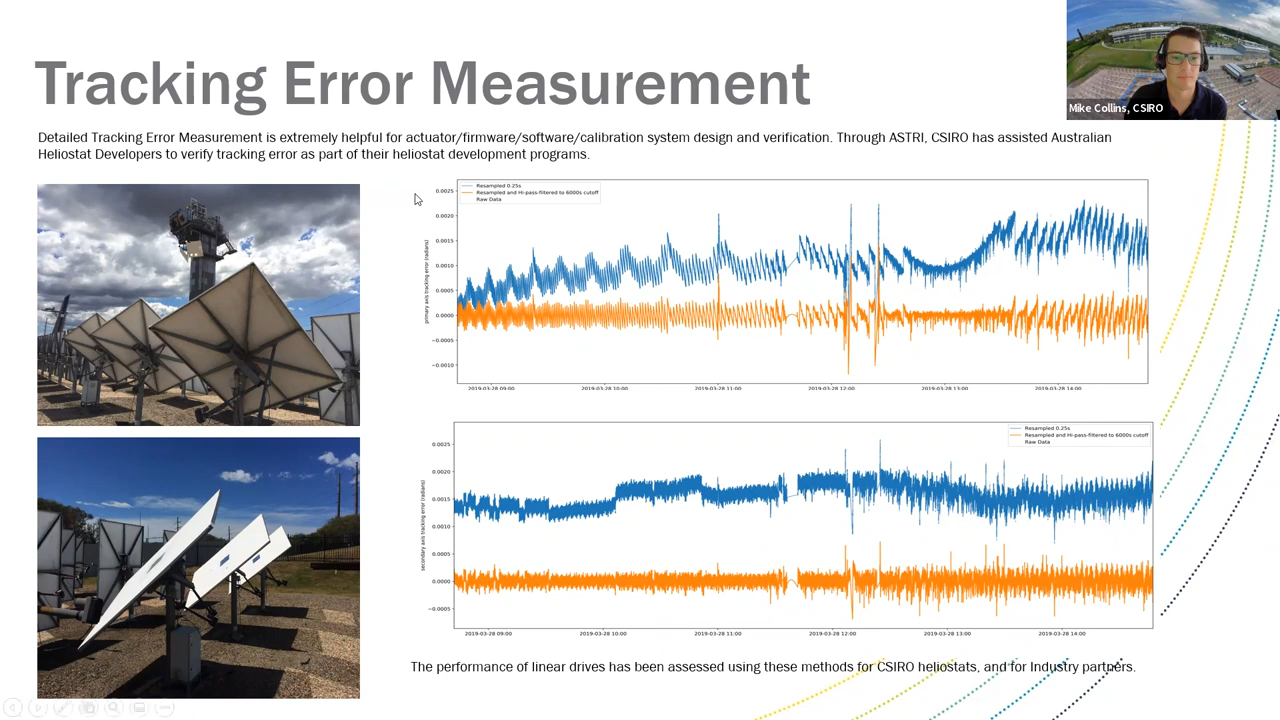 Tracking Error Measurement
Mike Collins, CSIRO
Detailed Tracking Error Measurement is extremely helpful for actuator/firmware/software/calibration system design and verification. Through ASTRI, CSIRO has assisted Australian
Heliostat Developers to verify tracking error as part of their heliostat development programs.
Resampled 0.25s
Resampled and Hi-pass-filtered to 6000s cutoff
Raw Data
primary axis tracking error (radians)
0.0025
0.0020
0.0015
0.0010
0.0005
0.0000
−0.0005
−0.0010
2019-03-28 09:00 2019-03-28 10:00 2019-03-28 11:00 2019-03-28 12:00 2019-03-28 13:00 2019-03-28 14:00
Resampled 0.25s
Resampled and Hi-pass-filtered to 6000s cutoff
Raw Data
secondary axis tracking error (radians)
0.0025
0.0020
0.0015
0.0010
0.0005
0.0000
−0.0005
2019-03-28 09:00 2019-03-28 10:00 2019-03-28 11:00 2019-03-28 12:00 2019-03-28 13:00 2019-03-28 14:00
The performance of linear drives has been assessed using these methods for CSIRO heliostats, and for Industry partners.